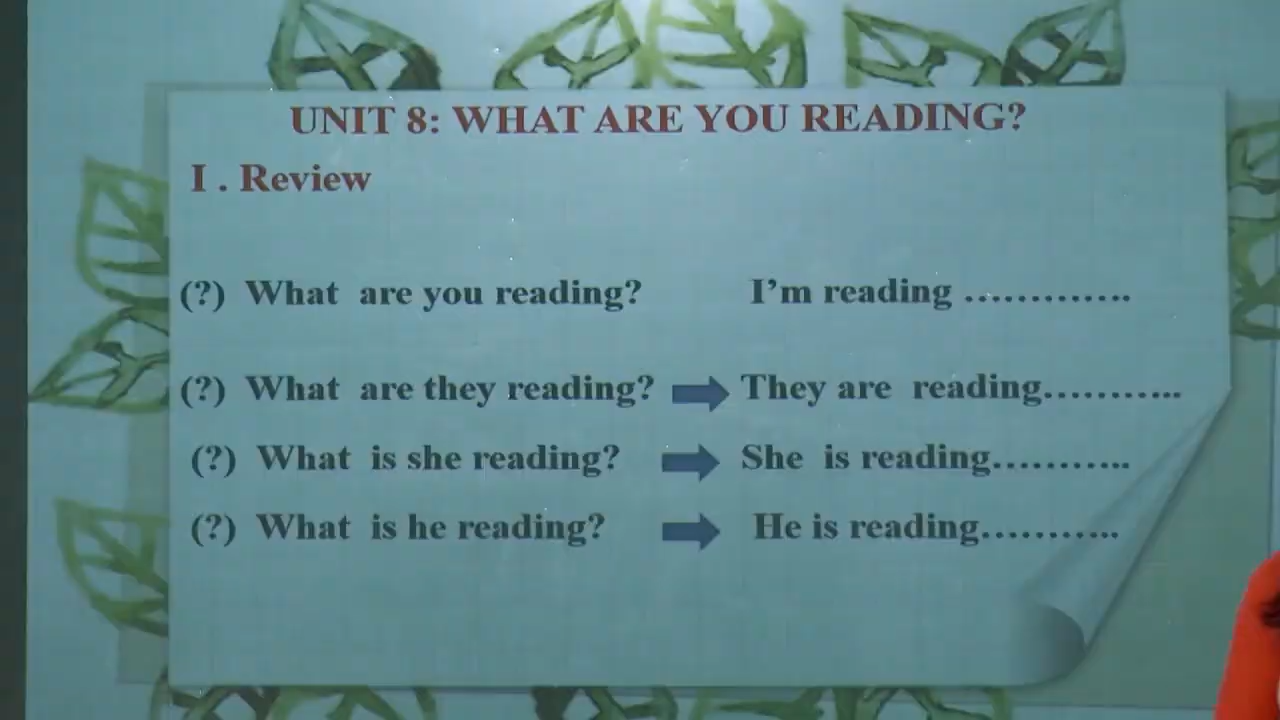 UNIT 8: WHAT ARE YOU READING?
I . Review
(?) What are you reading? I'm reading ………….
(?) What are they reading? They are reading………..
(?) What is she reading? She is reading………..
(?) What is he reading? He is reading………..